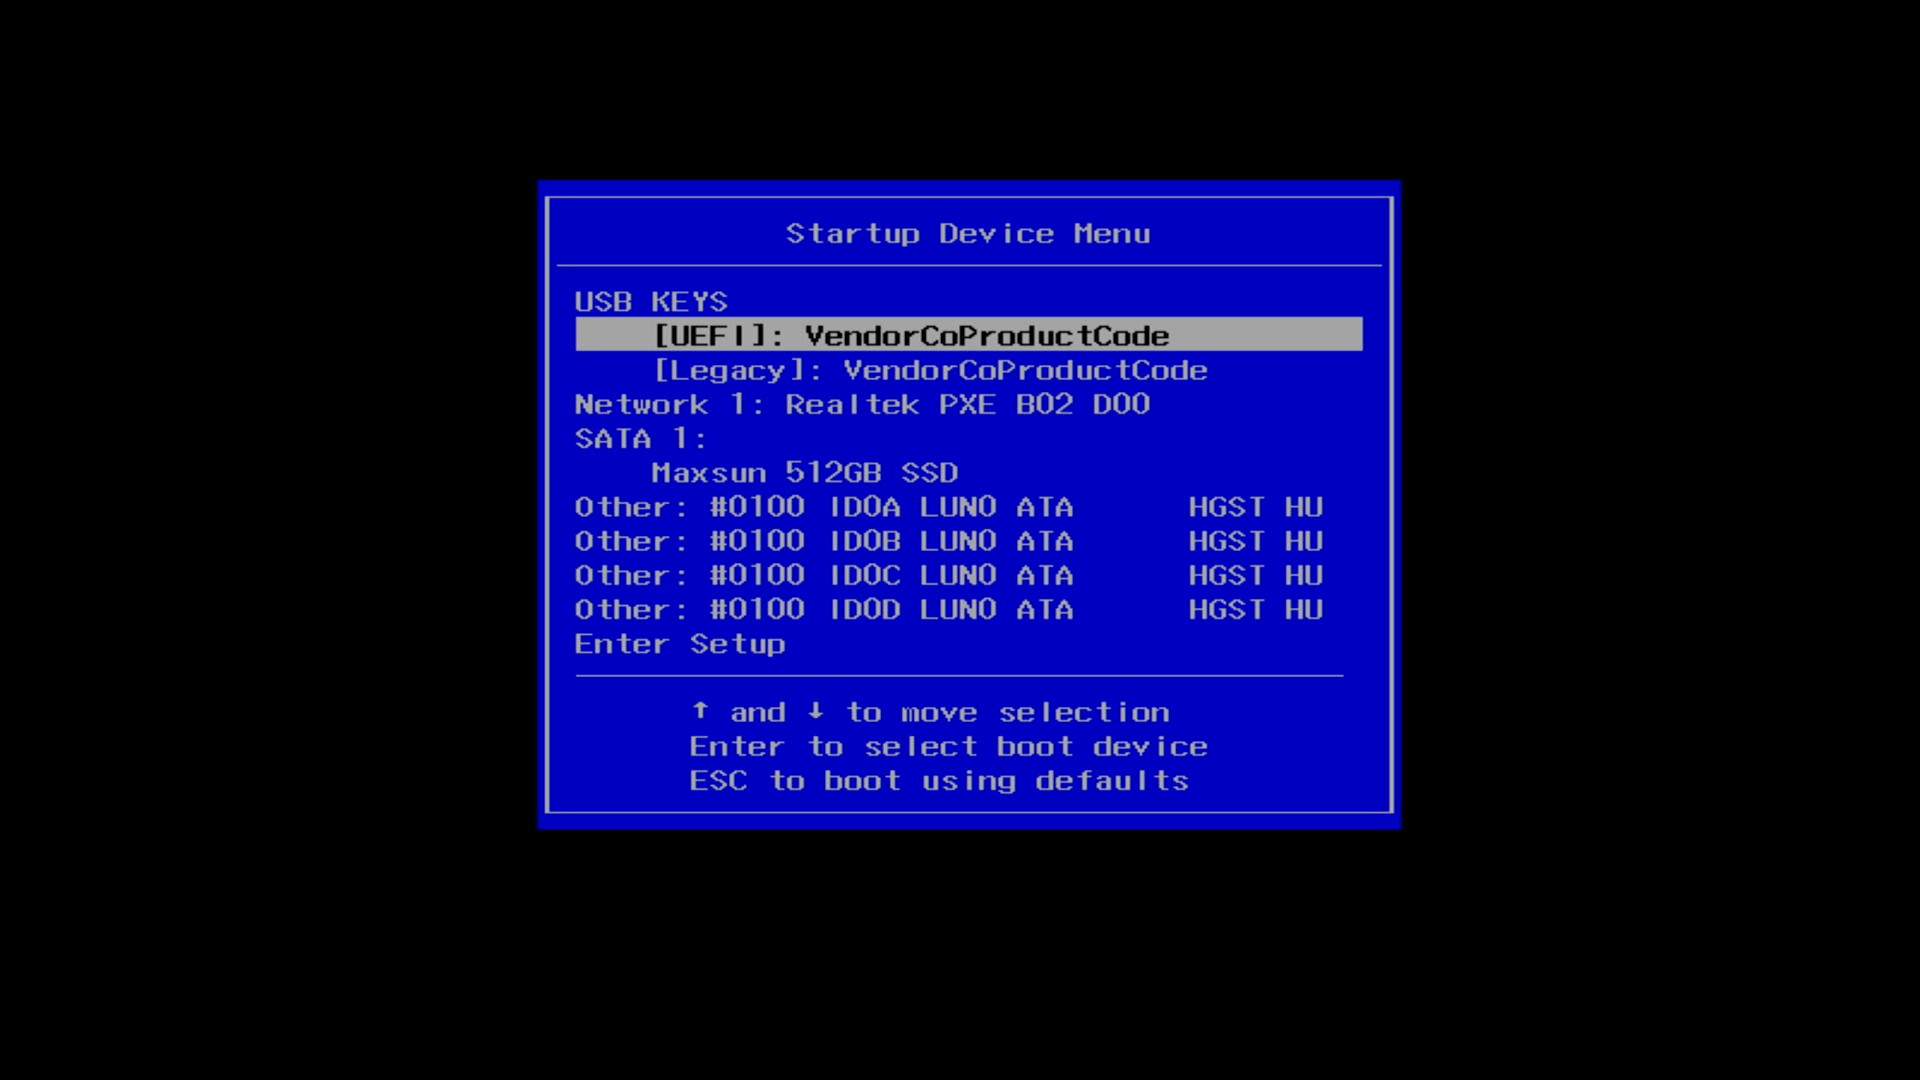 Startup Device Menu
USB KEYS
[UEFI]: VendorCoProductCode
[Legacy]: VendorCoProductCode
Network 1: Realtek PXE B02 D00
SATA 1:
Maxsun 512GB SSD
Other: #0100 ID0A LUN0 ATA HGST HU
Other: #0100 ID0B LUN0 ATA HGST HU
Other: #0100 ID0C LUN0 ATA HGST HU
Other: #0100 ID0D LUN0 ATA HGST HU
Enter Setup
↑ and ↓ to move selection
Enter to select boot device
ESC to boot using defaults